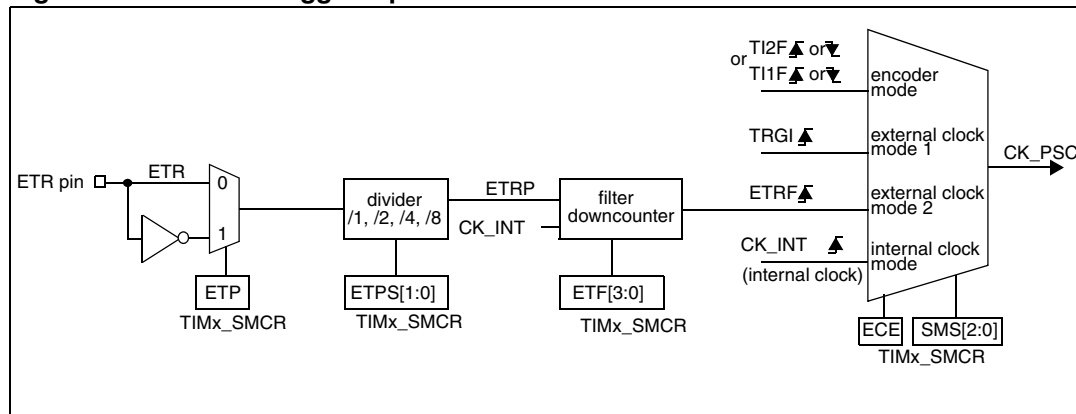 ETR pin
ETR
0
1
ETP
TIMx_SMCR
divider
/1, /2, /4, /8
ETPS[1:0]
TIMx_SMCR
ETRP
CK_INT
filter
downcounter
ETF[3:0]
TIMx_SMCR
or TI2F or
TI1F or
encoder
mode
TRGI
external clock
mode 1
ETRF
external clock
mode 2
CK_INT
(internal clock)
internal clock
mode
CK_PSC
ECE
SMS[2:0]
TIMx_SMCR